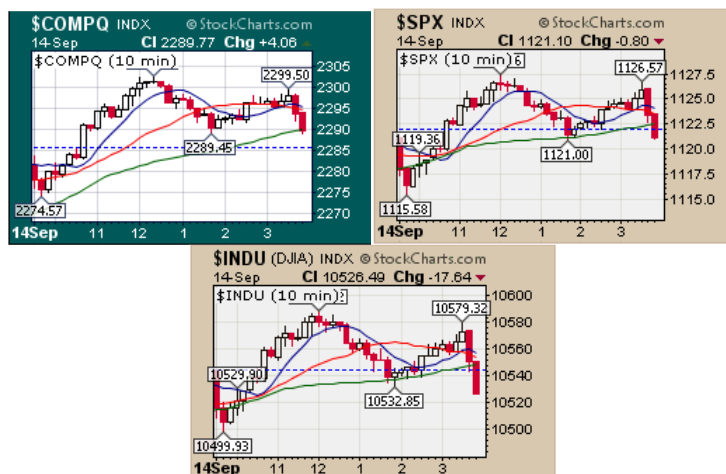 $COMPQ INDX © StockCharts.com
14-Sep Cl 2289.77 Chg +4.06
$COMPQ (10 min)
2299.50
2289.45
2274.57
2305
2300
2295
2290
2285
2280
2275
2270
14Sep 11 12 1 2 3
$SPX INDX © StockCharts.com
14-Sep Cl 1121.10 Chg -0.80
$SPX (10 min)
1126.57
1119.36
1121.00
1115.58
1127.5
1125.0
1122.5
1120.0
1117.5
1115.0
14Sep 11 12 1 2 3
$INDU (DJIA) INDX © StockCharts.com
14-Sep Cl 10526.49 Chg -17.64
$INDU (10 min)
10579.32
10529.90
10532.85
10499.93
10600
10580
10560
10540
10520
10500
14Sep 11 12 1 2 3